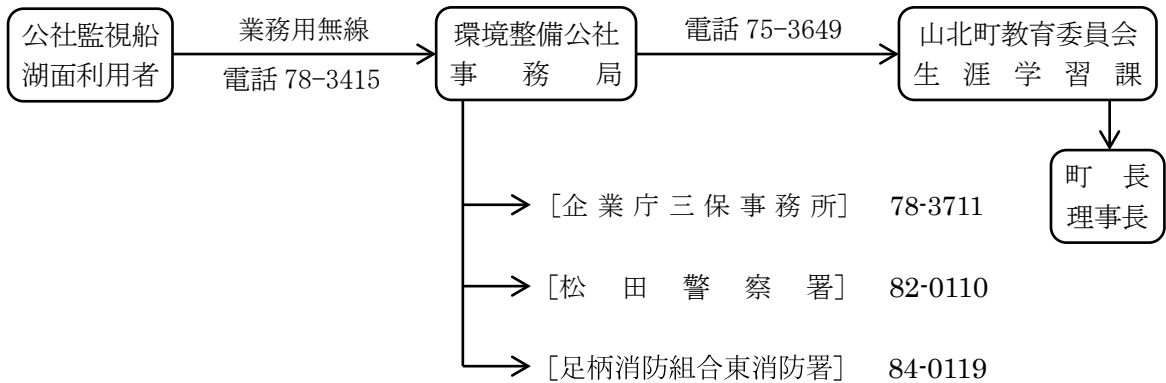 公社監視船
湖面利用者
業務用無線
電話 78-3415
環境整備公社
事務局
電話 75-3649
山北町教育委員会
生涯学習課
町長
理事長
[企業庁三保事務所] 78-3711
[松田警察署] 82-0110
[足柄消防組合東消防署] 84-0119